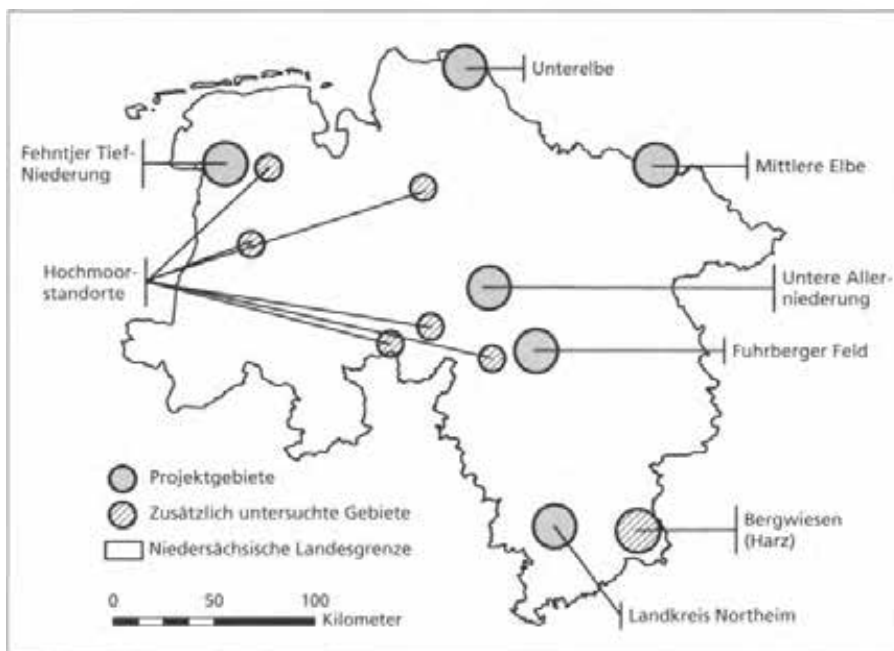 Unterelbe
Fehntjer Tief-
Niederung
Mittlere Elbe
Hochmoor-
standorte
Untere Aller-
niederung
Fuhrberger Feld
Projektgebiete
Zusätzlich untersuchte Gebiete
Niedersächsische Landesgrenze
Bergwiesen
(Harz)
Landkreis Northeim
0 50 100
Kilometer